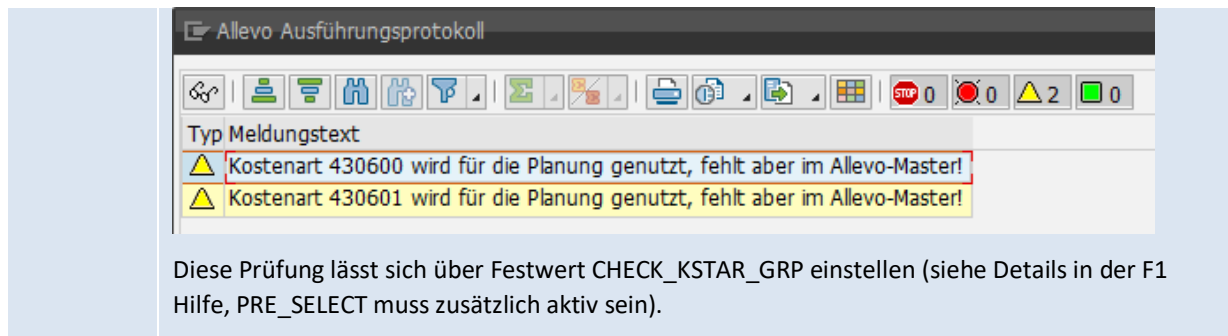 Allevo Ausführungsprotokoll
STOP 0 0 2 0
Typ Meldungstext
Kostenart 430600 wird für die Planung genutzt, fehlt aber im Allevo-Master!
Kostenart 430601 wird für die Planung genutzt, fehlt aber im Allevo-Master!
Diese Prüfung lässt sich über Festwert CHECK_KSTAR_GRP einstellen (siehe Details in der F1
Hilfe, PRE_SELECT muss zusätzlich aktiv sein).